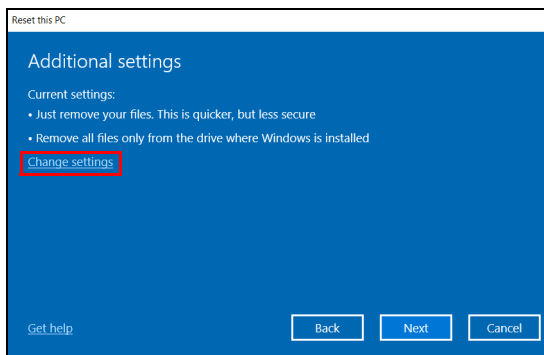 Reset this PC
Additional settings
Current settings:
• Just remove your files. This is quicker, but less secure
• Remove all files only from the drive where Windows is installed
Change settings
Get help
Back
Next
Cancel